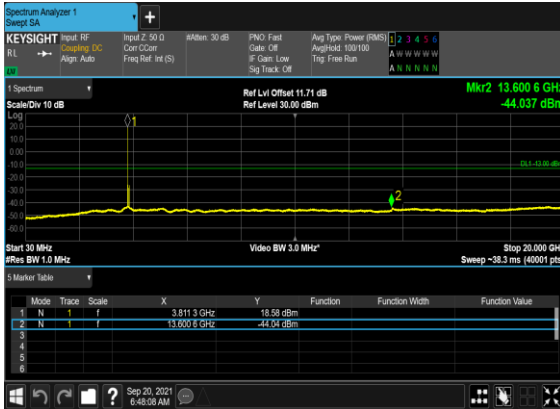 Spectrum Analyzer 1
Swept SA
+
KEYSIGHT
RL
Input: RF
Coupling: DC
Align: Auto
Input Z: 50 Ω
Corr CCorr
Freq Ref: Int (S)
#Atten: 30 dB
PNO: Fast
Gate: Off
IF Gain: Low
Sig Track: Off
Avg Type: Power (RMS)
Avg|Hold: 100/100
Trig: Free Run
1 2 3 4 5 6
A W W W W W
A N N N N N
1 Spectrum
Scale/Div 10 dB
Log
Ref Lvl Offset 11.71 dB
Ref Level 30.00 dBm
Mkr2 13.600 6 GHz
-44.037 dBm
20.0
10.0
0.00
-10.0
-20.0
-30.0
-40.0
-50.0
-60.0
1
2
DL1 -13.00 dBm
Start 30 MHz
#Res BW 1.0 MHz
Video BW 3.0 MHz*
Stop 20.000 GHz
Sweep ~38.3 ms (40001 pts)
5 Marker Table
Mode Trace Scale X Y Function Function Width Function Value
1 N 1 f 3.811 3 GHz 18.58 dBm
2 N 1 f 13.600 6 GHz -44.04 dBm
3
4
5
6
?
Sep 20, 2021
6:48:08 AM